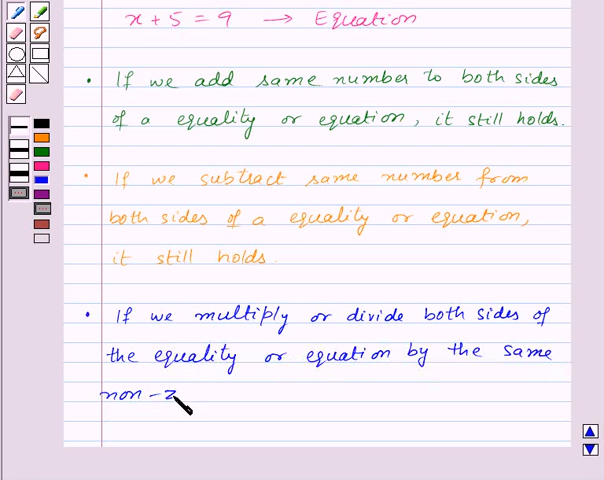 x + 5 = 9 → Equation
• If we add same number to both sides
of a equality or equation, it still holds.
• If we subtract same number from
both sides of a equality or equation,
it still holds.
• If we multiply or divide both sides of
the equality or equation by the same
non - z